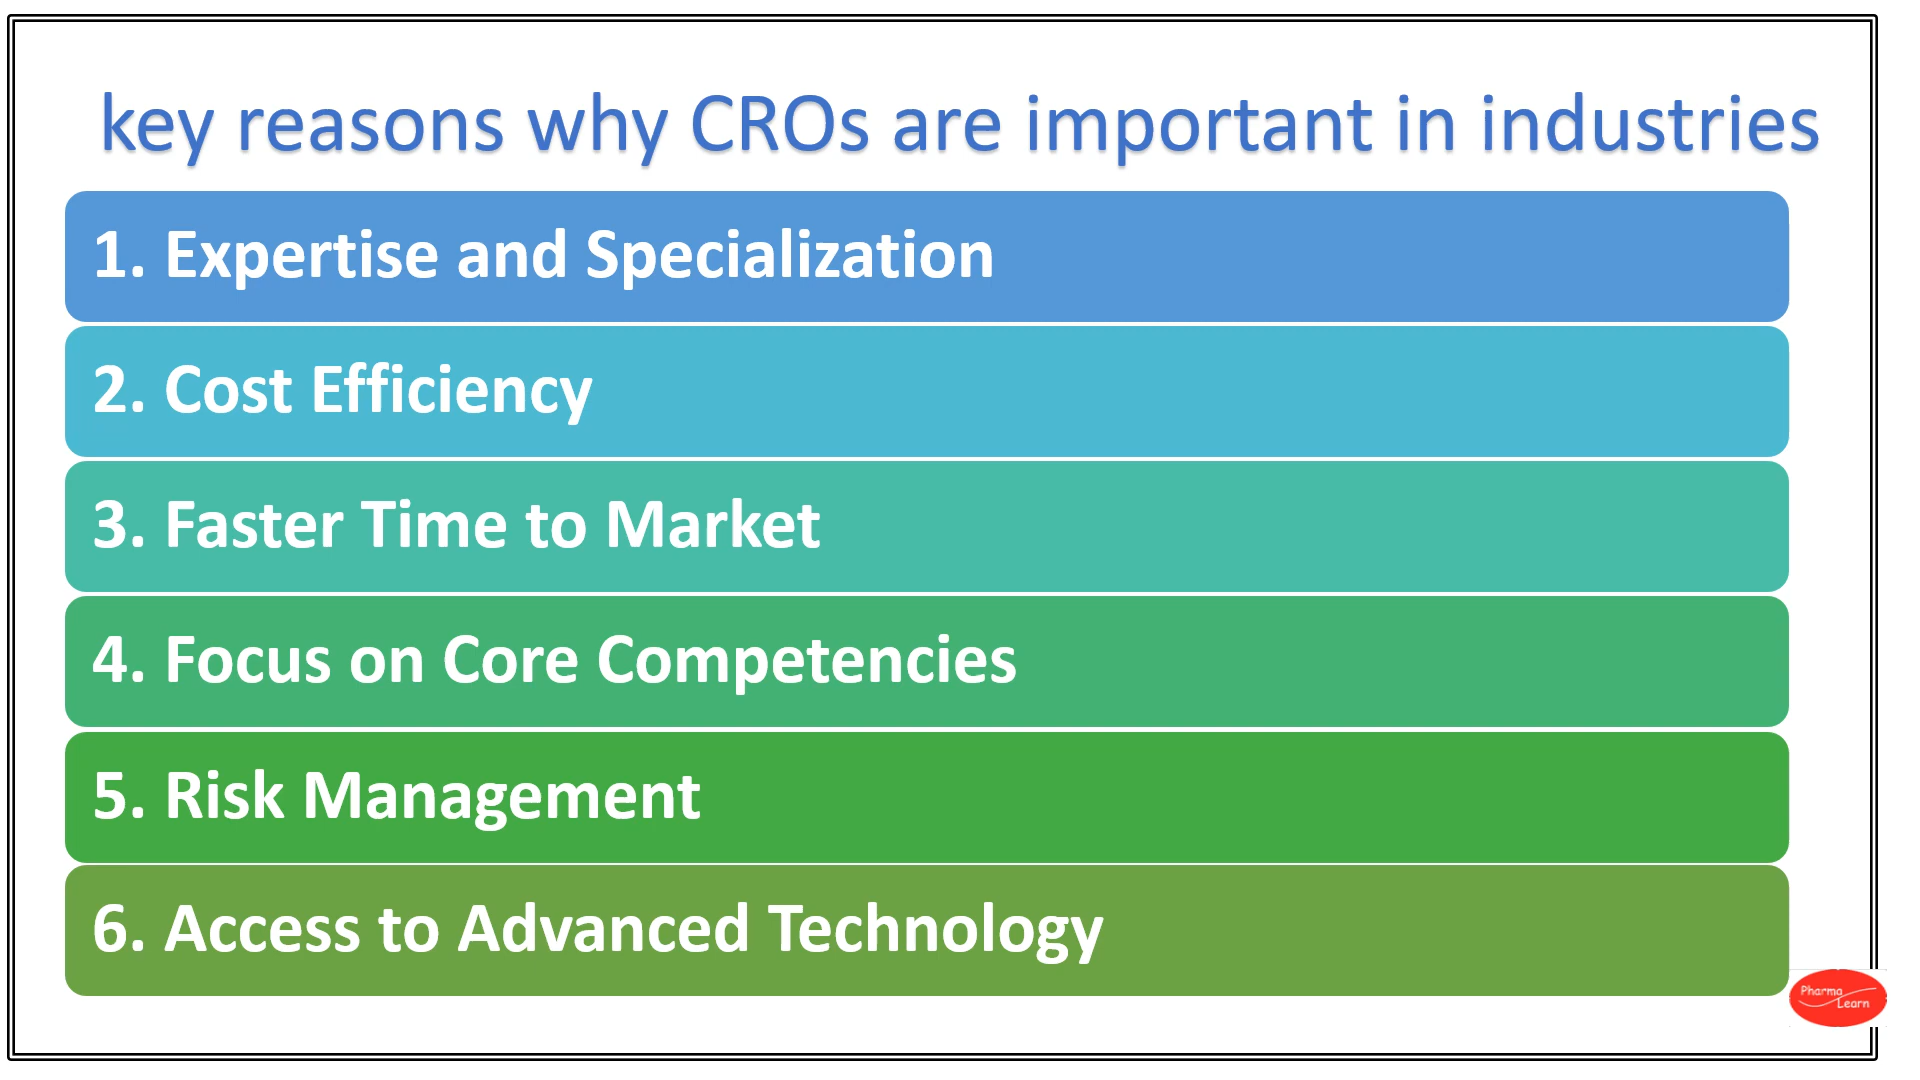 key reasons why CROs are important in industries
1. Expertise and Specialization
2. Cost Efficiency
3. Faster Time to Market
4. Focus on Core Competencies
5. Risk Management
6. Access to Advanced Technology
Pharma
Learn